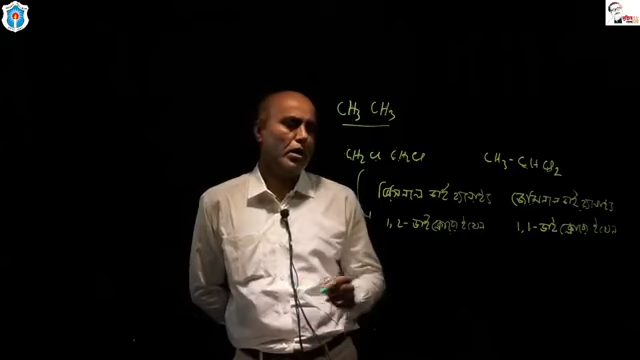 CH3 CH3
CH2Cl CH2Cl
CH3-CHCl2
ভিসিনাল ডাই হ্যালাইড
জেমিনাল ডাই হ্যালাইড
1,2-ডাই ক্লোরো ইথেন
1,1-ডাই ক্লোরো ইথেন